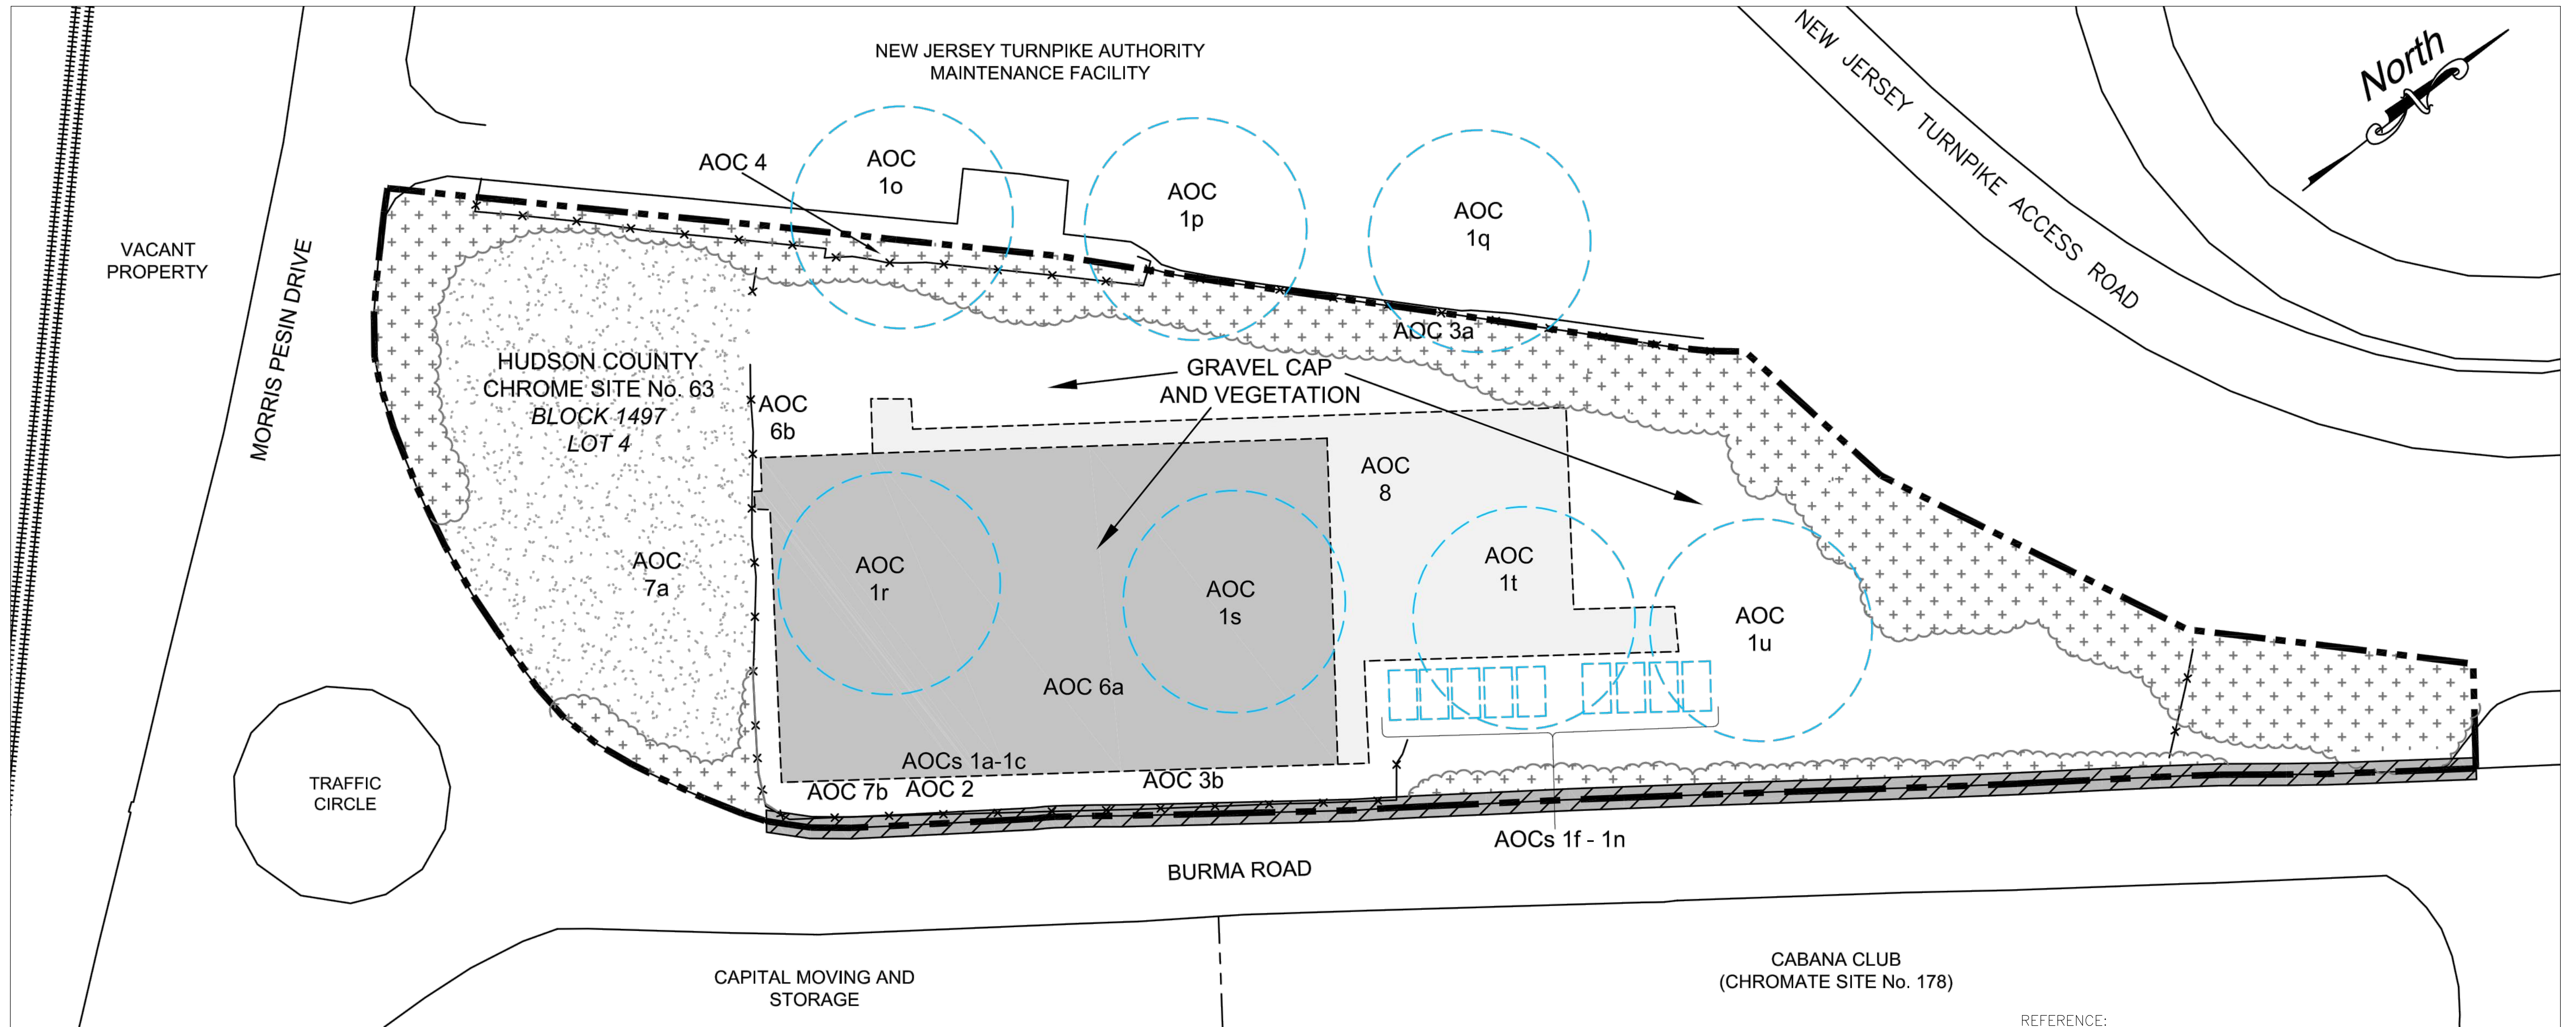 NEW JERSEY TURNPIKE AUTHORITY
MAINTENANCE FACILITY
NEW JERSEY TURNPIKE ACCESS ROAD
North
AOC 4
AOC
1o
AOC
1p
AOC
1q
VACANT
PROPERTY
MORRIS PESIN DRIVE
AOC 3a
HUDSON COUNTY
CHROME SITE No. 63
BLOCK 1497
LOT 4
GRAVEL CAP
AND VEGETATION
AOC
6b
AOC
8
AOC
7a
AOC
1r
AOC
1s
AOC
1t
AOC
1u
AOC 6a
AOCs 1a-1c
AOC 7b
AOC 2
AOC 3b
TRAFFIC
CIRCLE
AOCs 1f - 1n
BURMA ROAD
CAPITAL MOVING AND
STORAGE
CABANA CLUB
(CHROMATE SITE No. 178)
REFERENCE: